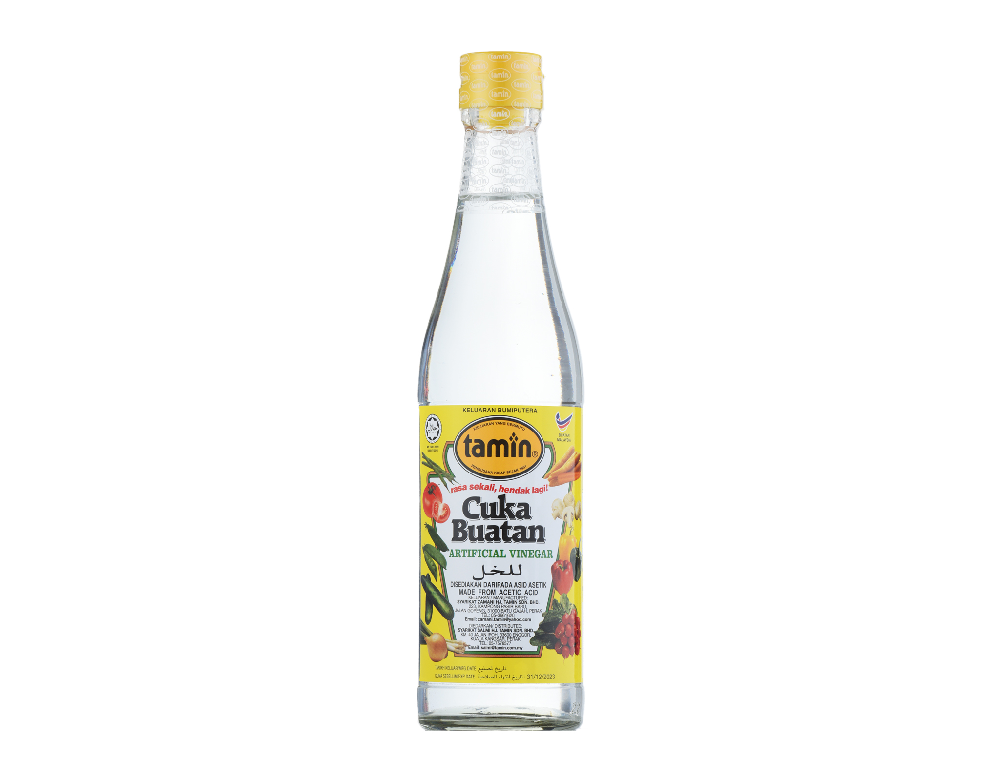 tamin
KELUARAN BUMIPUTERA
حلال
BUATAN
MALAYSIA
KELUARAN YANG BERMUTU
tamin®
PENGUSAHA KICAP SEJAK 1951
rasa sekali, hendak lagi!
Cuka
Buatan
ARTIFICIAL VINEGAR
للخل
DISEDIAKAN DARIPADA ASID ASETIK
MADE FROM ACETIC ACID
KELUARAN / MANUFACTURED:
SYARIKAT ZAMANI HJ. TAMIN SDN. BHD.
223, KAMPONG PASIR BARU,
JALAN GOPENG, 31000 BATU GAJAH, PERAK
TEL: 05-3661620
Email: zamani.tamin@yahoo.com
DIEDARKAN/ DISTRIBUTED:
SYARIKAT SALMI HJ. TAMIN SDN. BHD.
KM. 40 JALAN IPOH, 33600 ENGGOR,
KUALA KANGSAR, PERAK
TEL: 05-7576577
Email: salmi@tamin.com.my
TARIKH KELUAR/MFG DATE تاريخ تصنيع
GUNA SEBELUM/EXP DATE تاريخ انتهاء الصلاحية : 31/12/2023
22